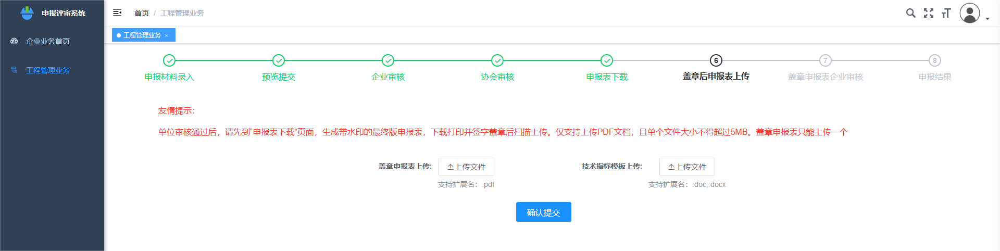 申报评审系统
首页 / 工程管理业务
企业业务首页
工程管理业务 ×
工程管理业务
6
7
8
申报材料录入
预览提交
企业审核
协会审核
申报表下载
盖章后申报表上传
盖章申报表企业审核
申报结果
友情提示：
单位审核通过后，请先到“申报表下载”页面，生成带水印的最终版申报表，下载打印并签字盖章后扫描上传。仅支持上传PDF文档，且单个文件大小不得超过5MB。盖章申报表只能上传一个
盖章申报表上传:
上传文件
支持扩展名：.pdf
技术指标模板上传:
上传文件
支持扩展名：.doc,.docx
确认提交